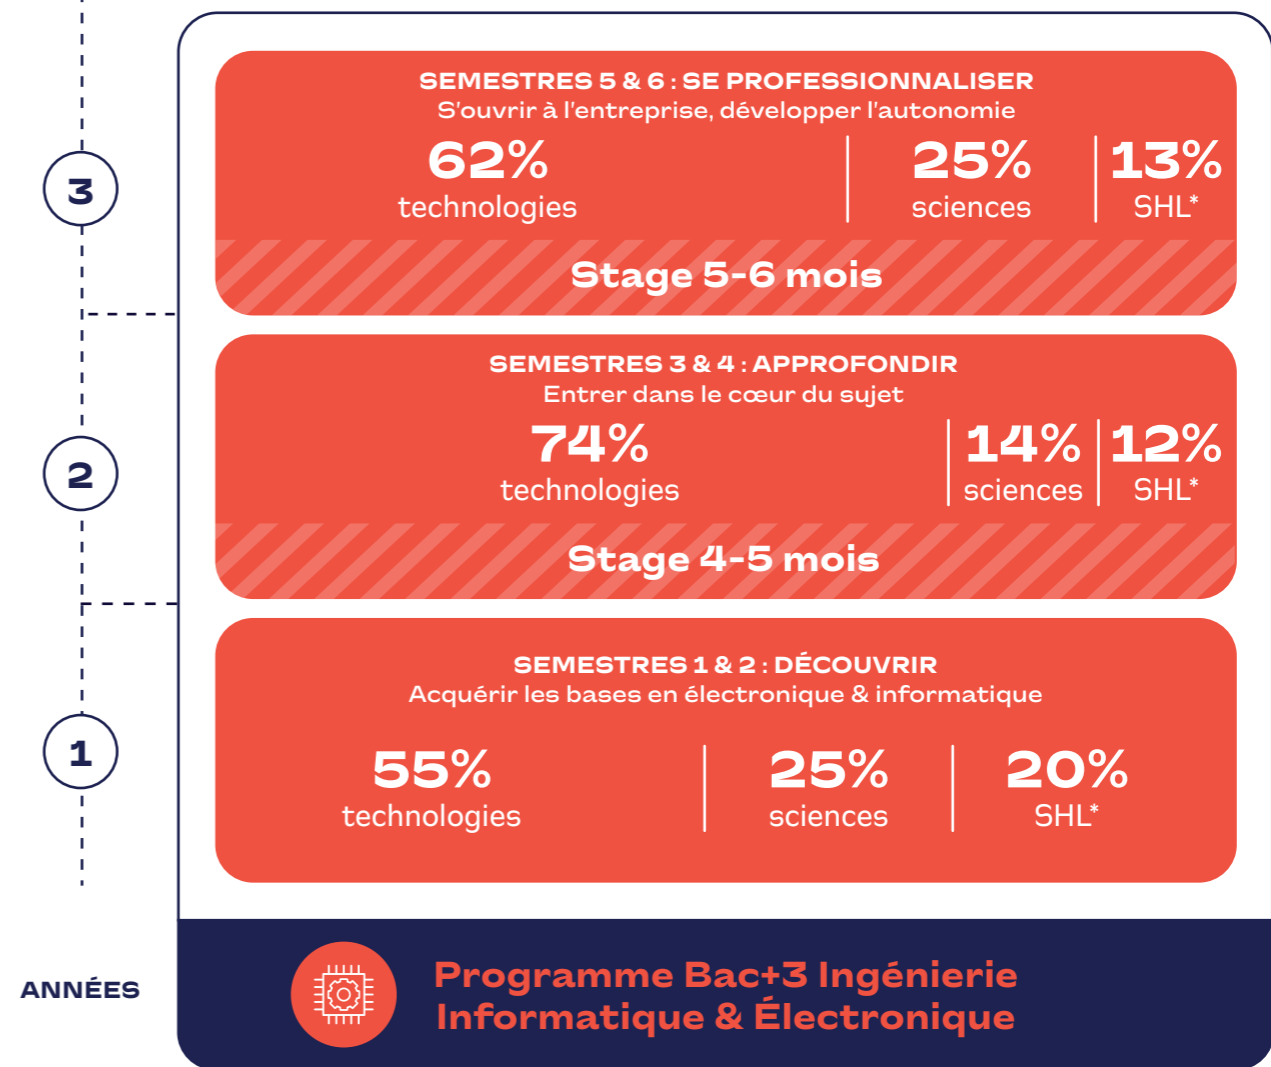 3
SEMESTRES 5 & 6 : SE PROFESSIONNALISER
S'ouvrir à l'entreprise, développer l'autonomie
62% 25% 13%
technologies sciences SHL*
Stage 5-6 mois
2
SEMESTRES 3 & 4 : APPROFONDIR
Entrer dans le cœur du sujet
74% 14% 12%
technologies sciences SHL*
Stage 4-5 mois
1
SEMESTRES 1 & 2 : DÉCOUVRIR
Acquérir les bases en électronique & informatique
55% 25% 20%
technologies sciences SHL*
ANNÉES
Programme Bac+3 Ingénierie
Informatique & Électronique